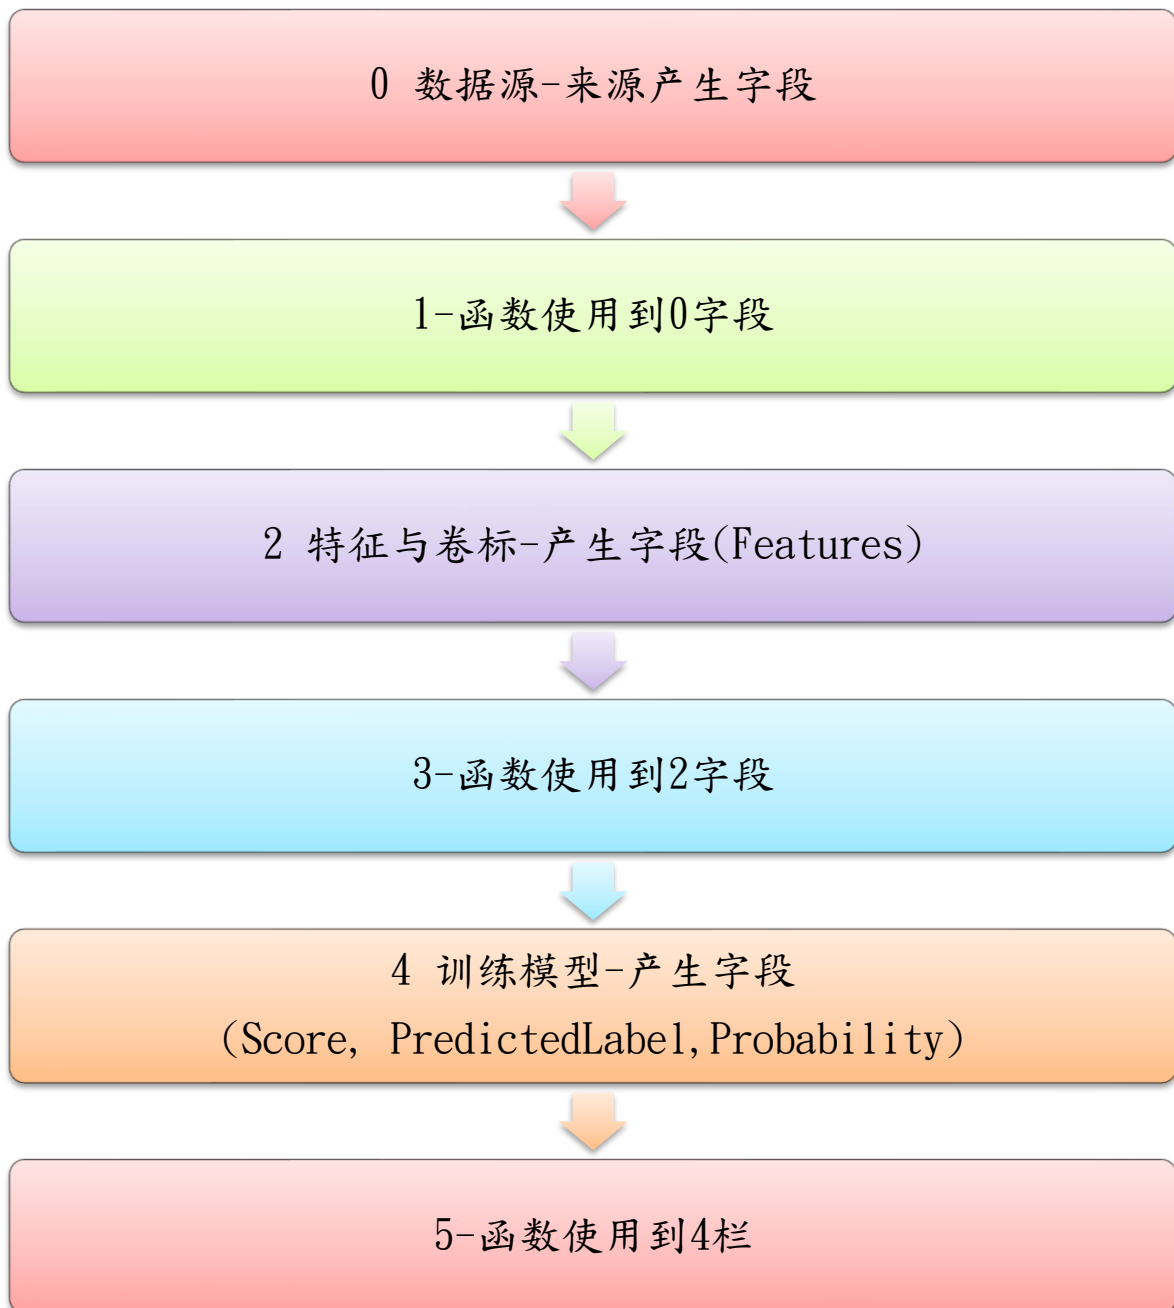 0 数据源-来源产生字段
1-函数使用到0字段
2 特征与卷标-产生字段(Features)
3-函数使用到2字段
4 训练模型-产生字段
(Score, PredictedLabel,Probability)
5-函数使用到4栏